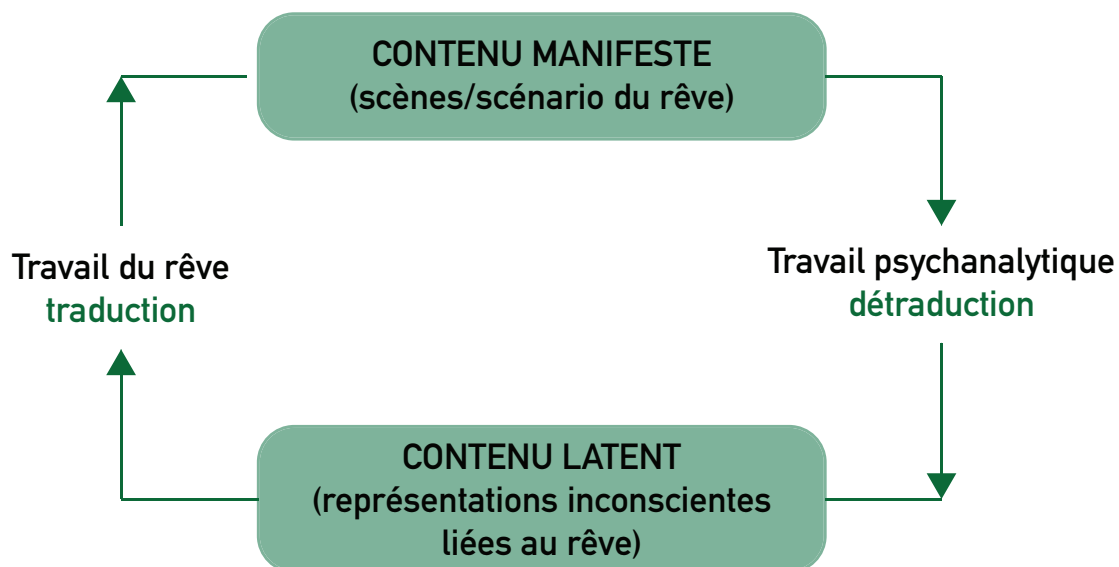 CONTENU MANIFESTE
(scènes/scénario du rêve)
Travail du rêve
traduction
Travail psychanalytique
détraduction
CONTENU LATENT
(représentations inconscientes
liées au rêve)